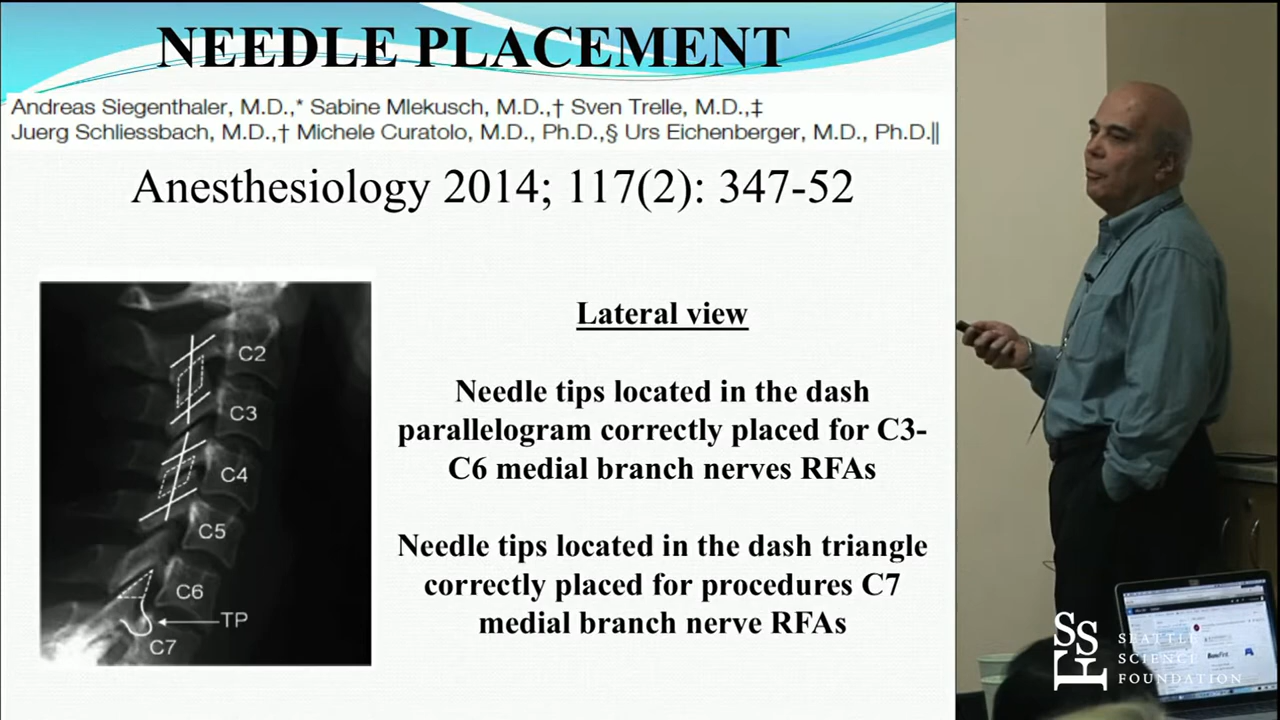 NEEDLE PLACEMENT
Andreas Siegenthaler, M.D.,* Sabine Mlekusch, M.D.,† Sven Trelle, M.D.,‡
Juerg Schliessbach, M.D.,† Michele Curatolo, M.D., Ph.D.,§ Urs Eichenberger, M.D., Ph.D.‖
Anesthesiology 2014; 117(2): 347-52
C2
C3
C4
C5
C6
TP
C7
Lateral view
Needle tips located in the dash
parallelogram correctly placed for C3-
C6 medial branch nerves RFAs
Needle tips located in the dash triangle
correctly placed for procedures C7
medial branch nerve RFAs
SSF
SEATTLE
SCIENCE
FOUNDATION